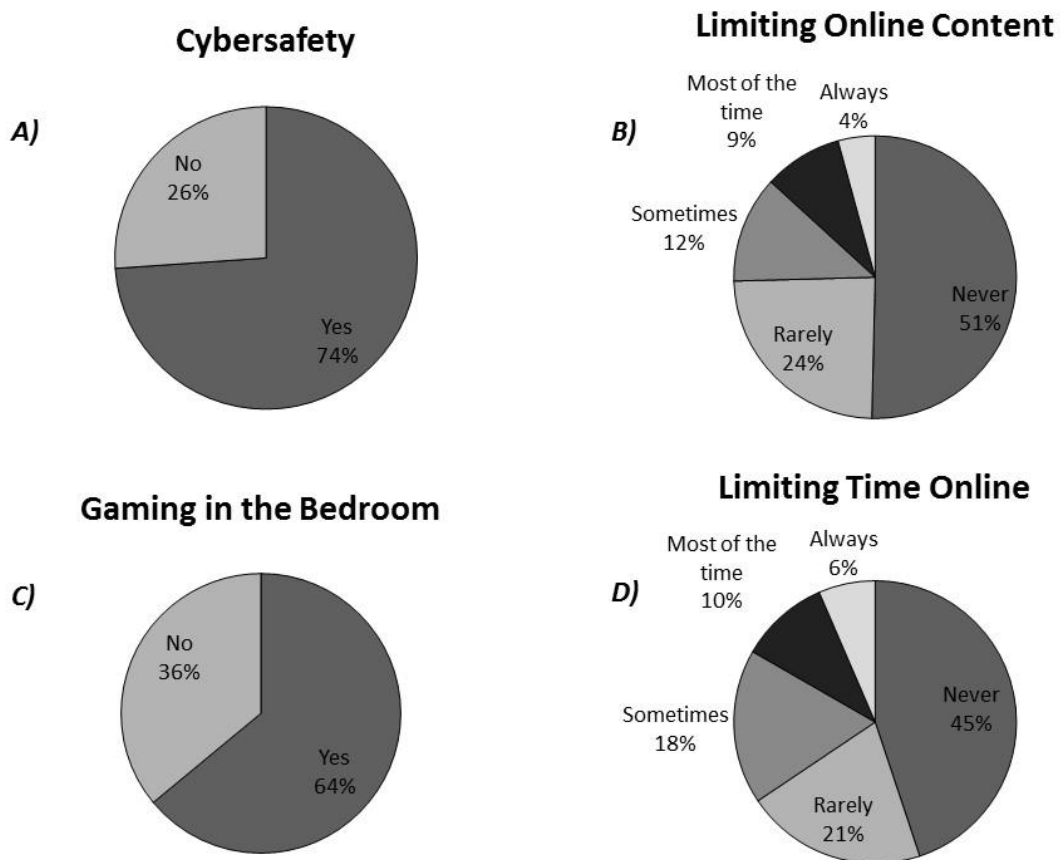 Cybersafety
A)
No
26%
Yes
74%
Limiting Online Content
B)
Most of the
time
9%
Always
4%
Sometimes
12%
Never
51%
Rarely
24%
Gaming in the Bedroom
C)
No
36%
Yes
64%
Limiting Time Online
D)
Most of the
time
10%
Always
6%
Never
45%
Sometimes
18%
Rarely
21%